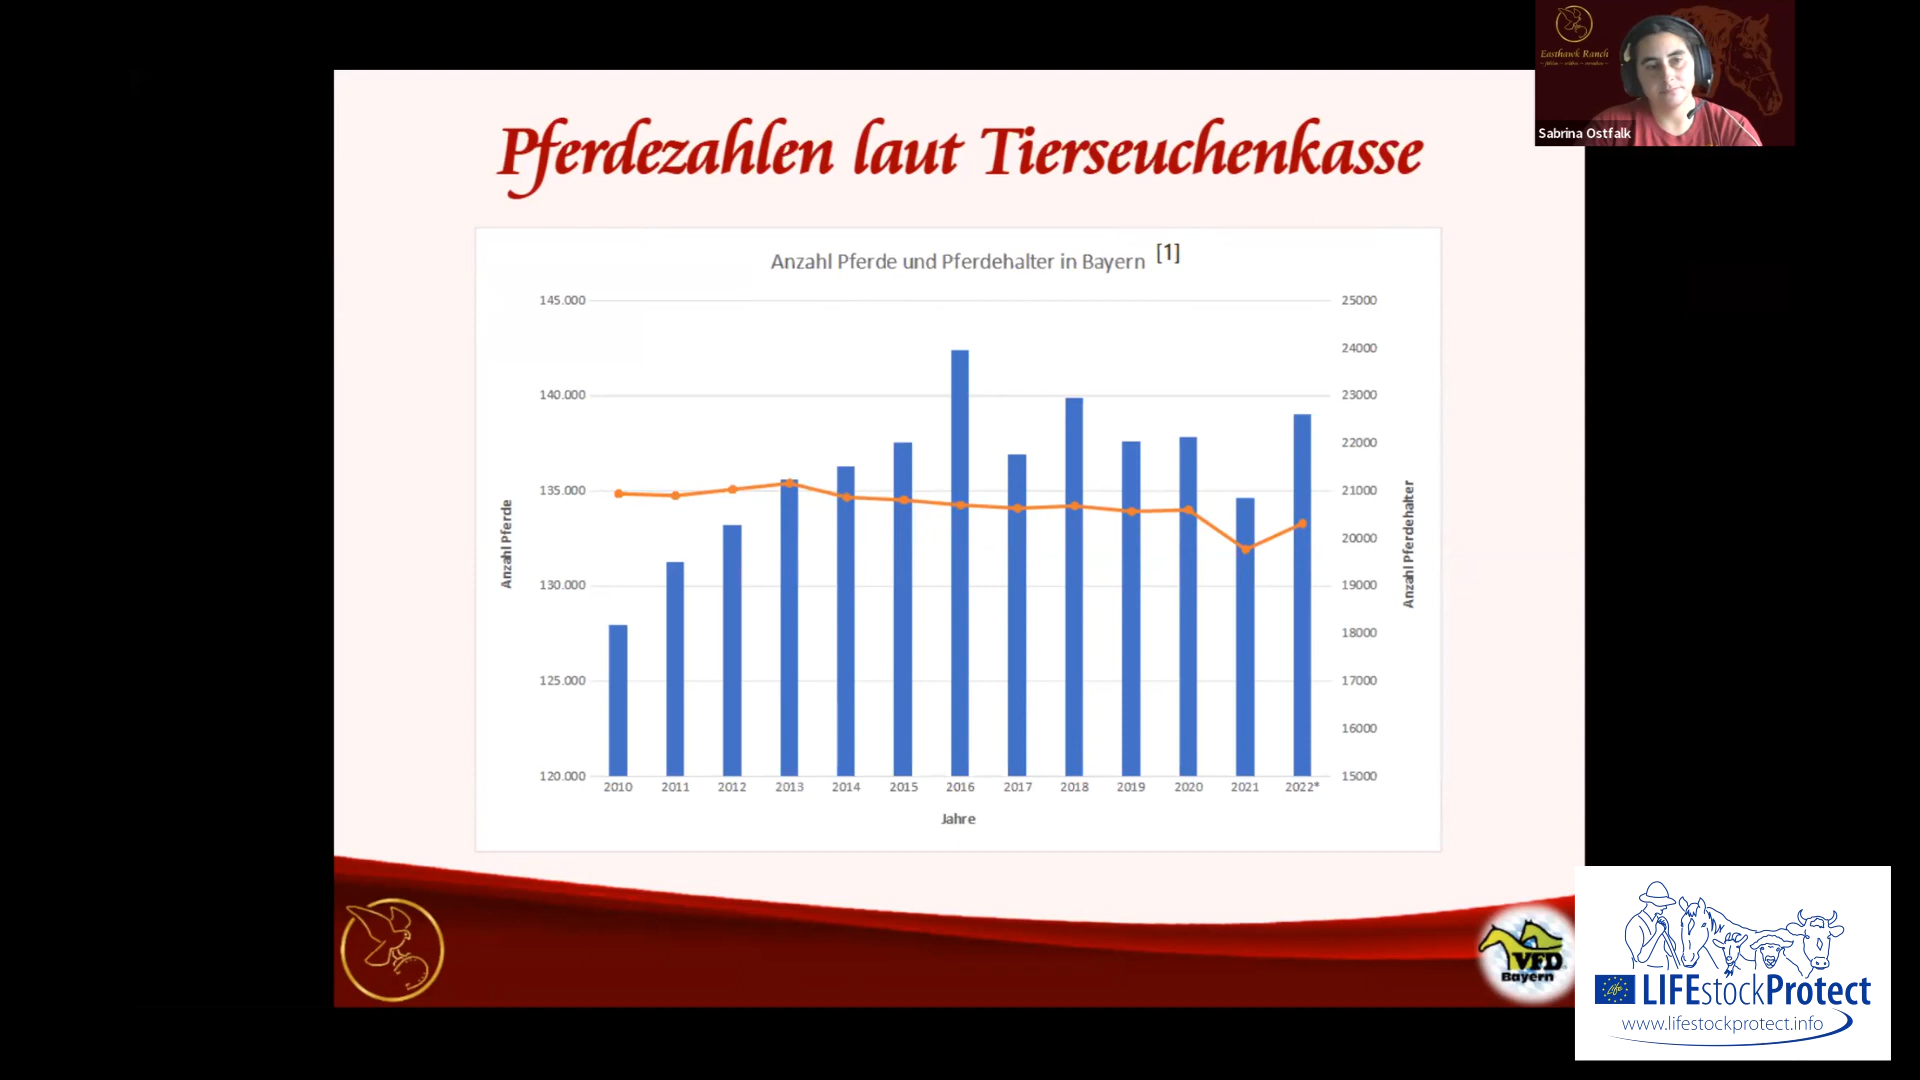 Easthawk Ranch
Sabrina Ostfalk
Pferdezahlen laut Tierseuchenkasse
Anzahl Pferde und Pferdehalter in Bayern [1]
145.000
140.000
135.000
130.000
125.000
120.000
Anzahl Pferde
25000
24000
23000
22000
21000
20000
19000
18000
17000
16000
15000
Anzahl Pferdehalter
2010 2011 2012 2013 2014 2015 2016 2017 2018 2019 2020 2021 2022*
Jahre
VFD
Bayern
Life
LIFEstockProtect
www.lifestockprotect.info